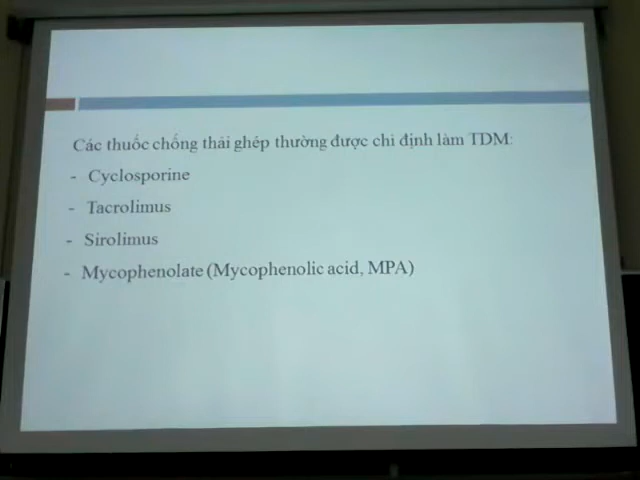 Các thuốc chống thải ghép thường được chỉ định làm TDM:
- Cyclosporine
- Tacrolimus
- Sirolimus
- Mycophenolate (Mycophenolic acid, MPA)